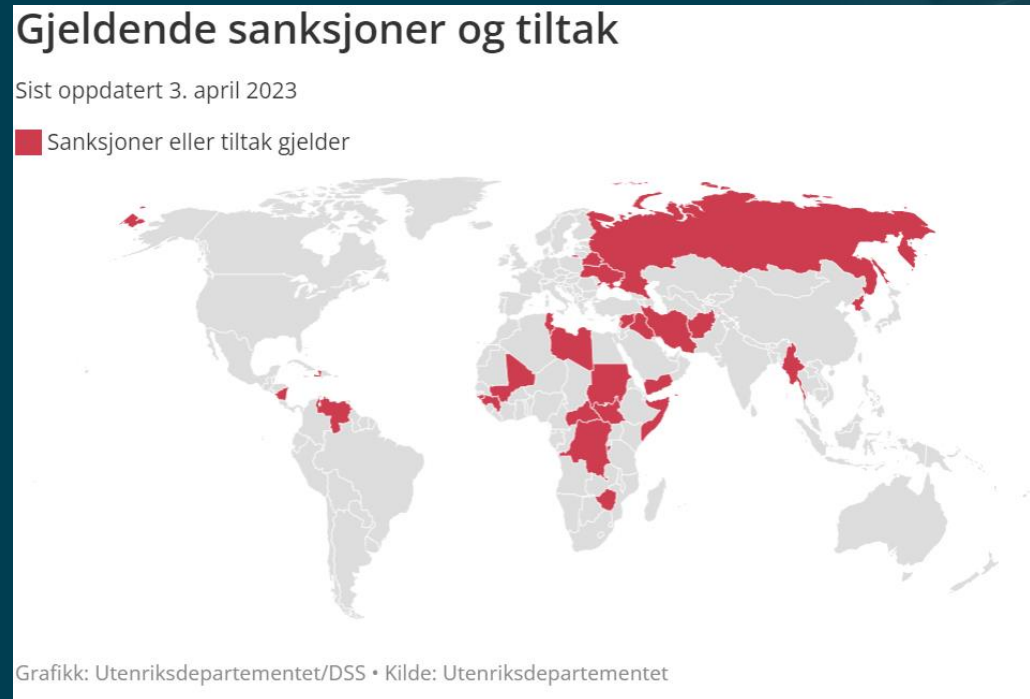 Gjeldende sanksjoner og tiltak
Sist oppdatert 3. april 2023
Sanksjoner eller tiltak gjelder
Grafikk: Utenriksdepartementet/DSS • Kilde: Utenriksdepartementet